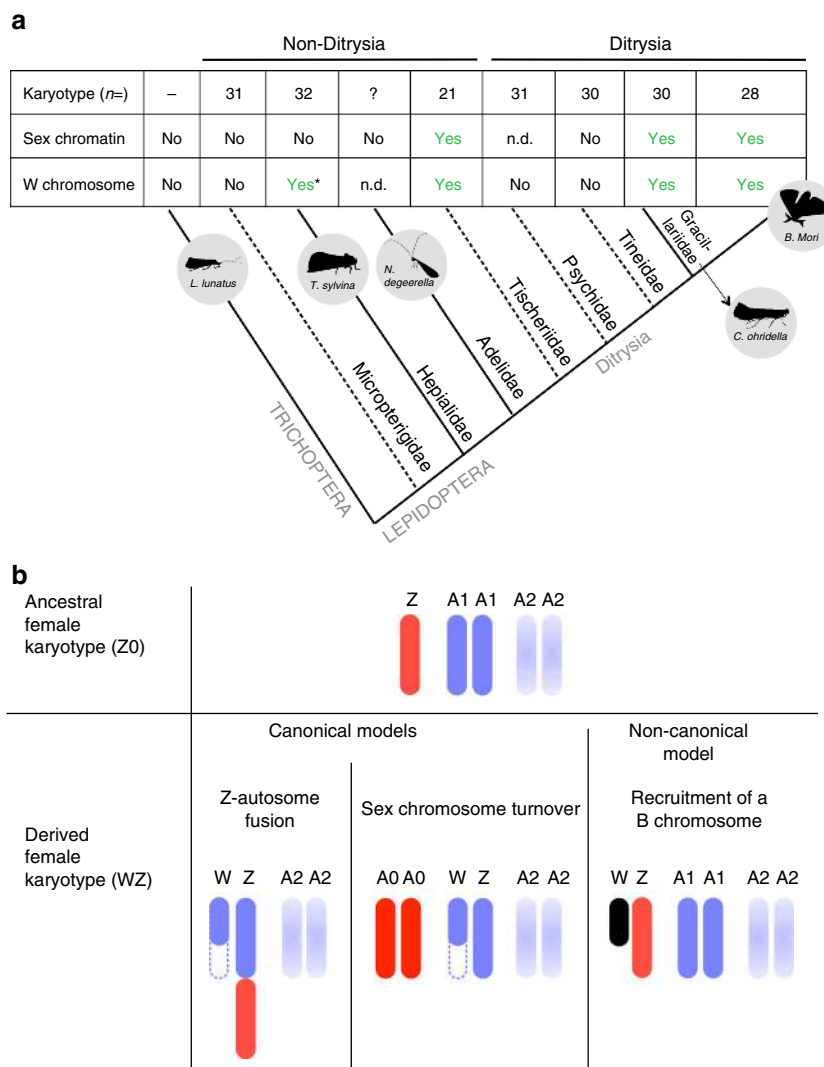 a
Non-Ditrysia Ditrysia
Karyotype (n=) – 31 32 ? 21 31 30 30 28
Sex chromatin No No No No Yes n.d. No Yes Yes
W chromosome No No Yes* n.d. Yes No No Yes Yes
L. lunatus
T. sylvina
N.
degeerella
B. Mori
C. ohridella
TRICHOPTERA
Micropterigidae
Hepialidae
Adelidae
Tischeriidae
Psychidae
Tineidae
Gracil-
lariidae
Ditrysia
LEPIDOPTERA
b
Ancestral
female
karyotype (Z0)
Z A1 A1 A2 A2
Canonical models
Non-canonical
model
Derived
female
karyotype (WZ)
Z-autosome
fusion
W Z A2 A2
Sex chromosome turnover
A0 A0 W Z A2 A2
Recruitment of a
B chromosome
W Z A1 A1 A2 A2